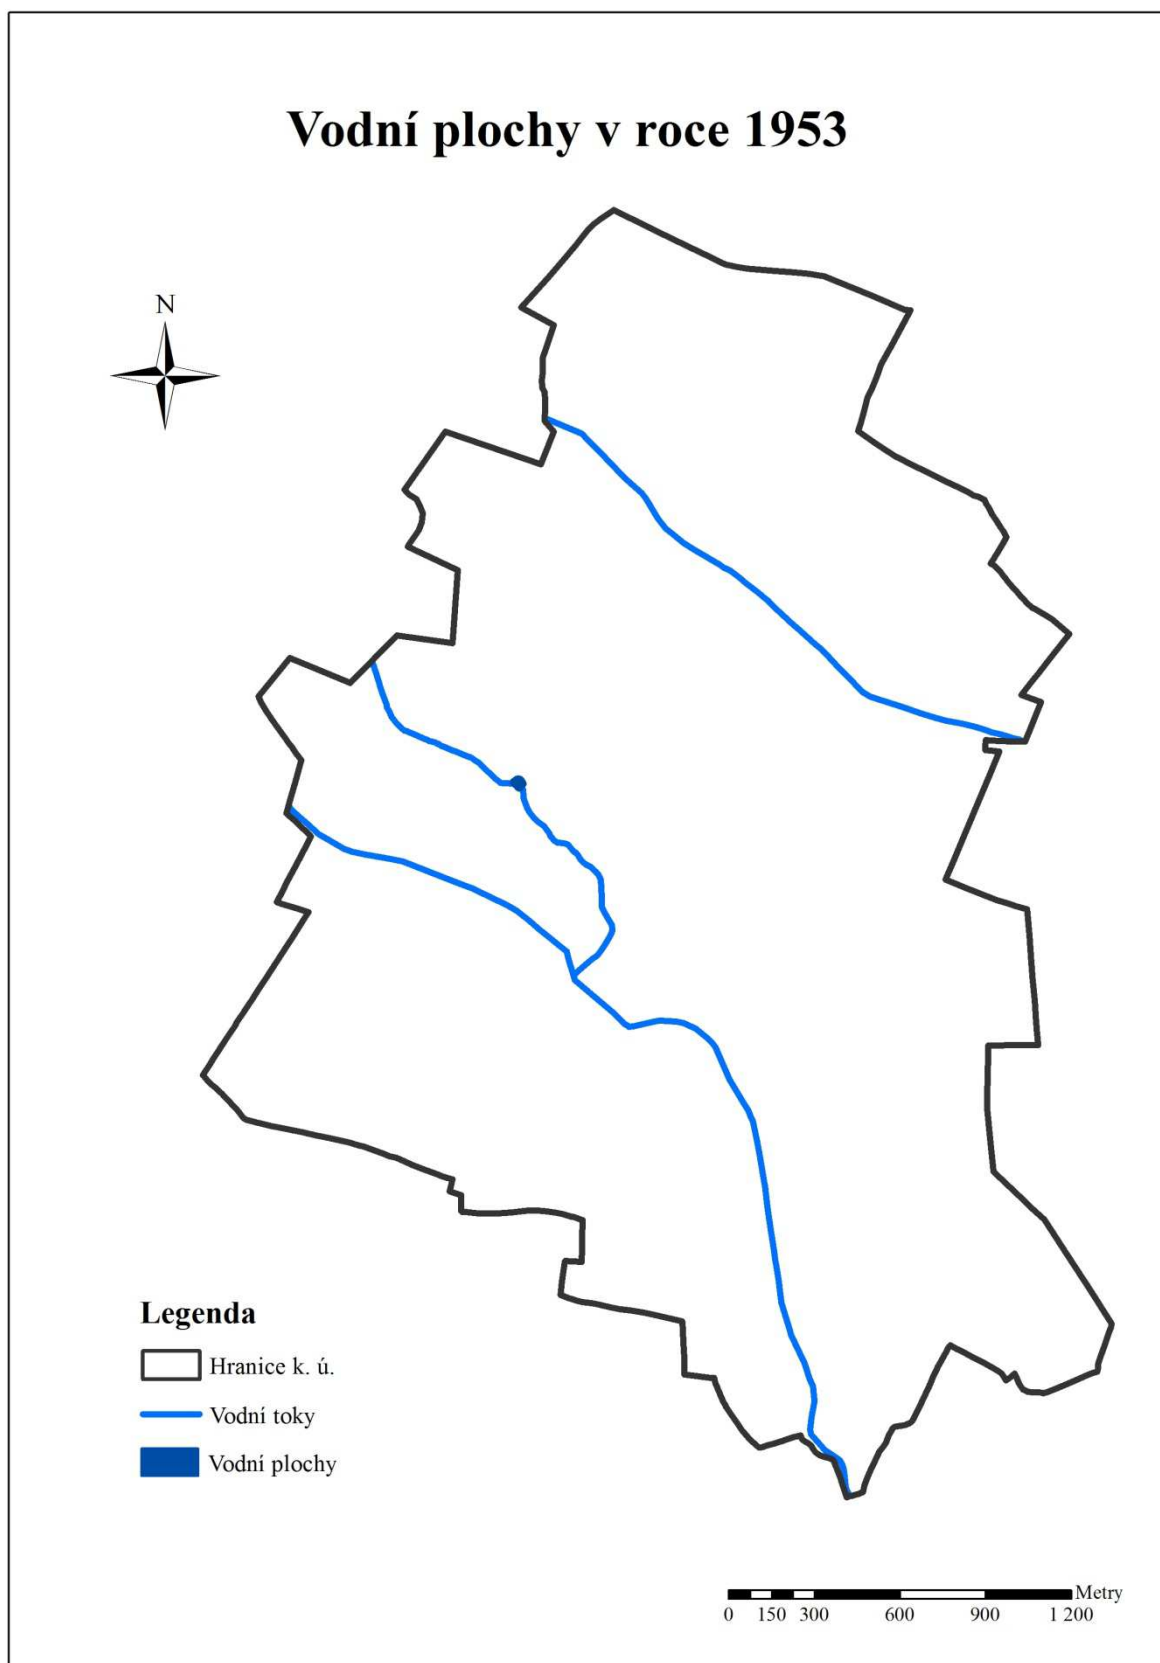 Vodní plochy v roce 1953
N
Legenda
Hranice k. ú.
Vodní toky
Vodní plochy
Metry
0 150 300 600 900 1 200